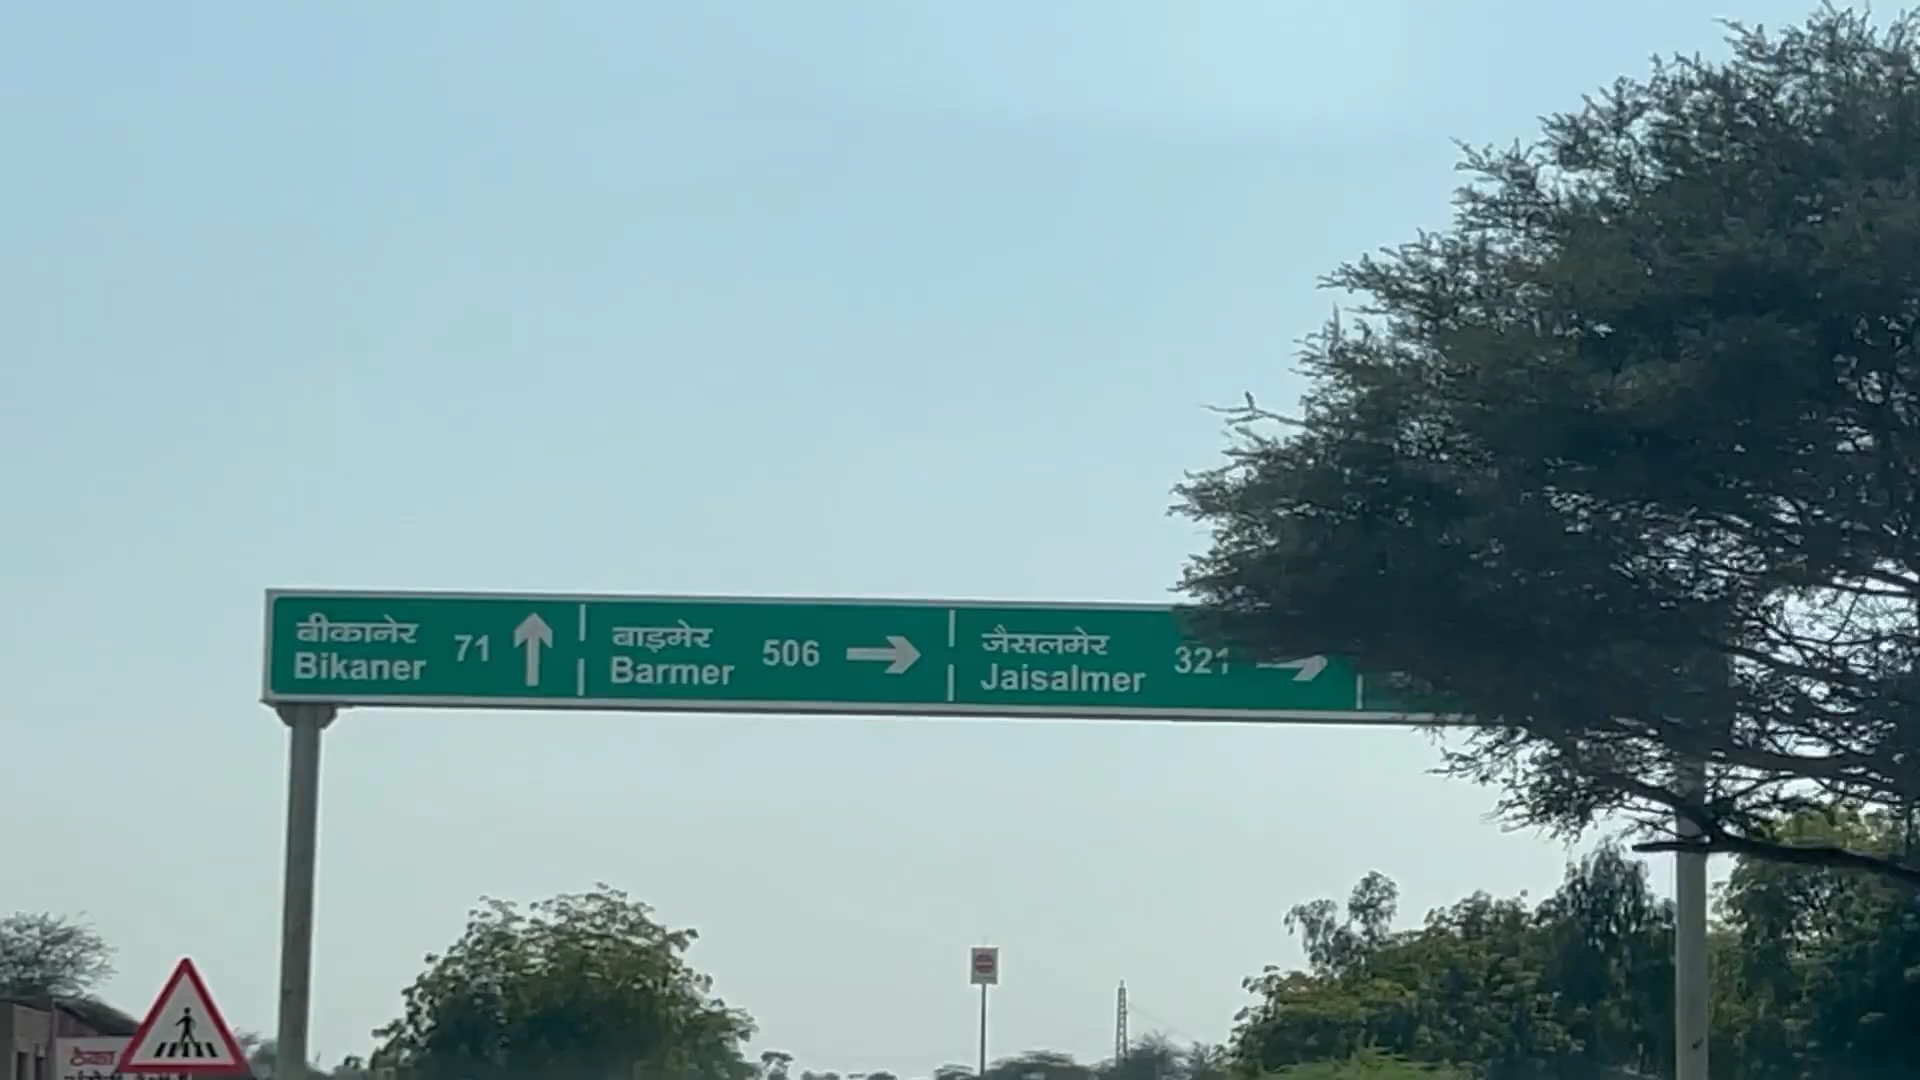 बीकानेर
Bikaner
71
बाड़मेर
Barmer
506
जैसलमेर
Jaisalmer
321
ठेका